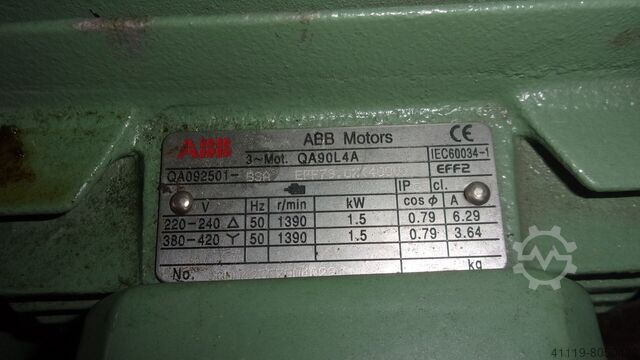 ABB ABB Motors CE
3~Mot. QA90L4A IEC60034-1
QA092501- BSA EFF2
IP cl.
V Hz r/min kW cos ϕ A
220-240 △ 50 1390 1.5 0.79 6.29
380-420 Y 50 1390 1.5 0.79 3.64
No. kg